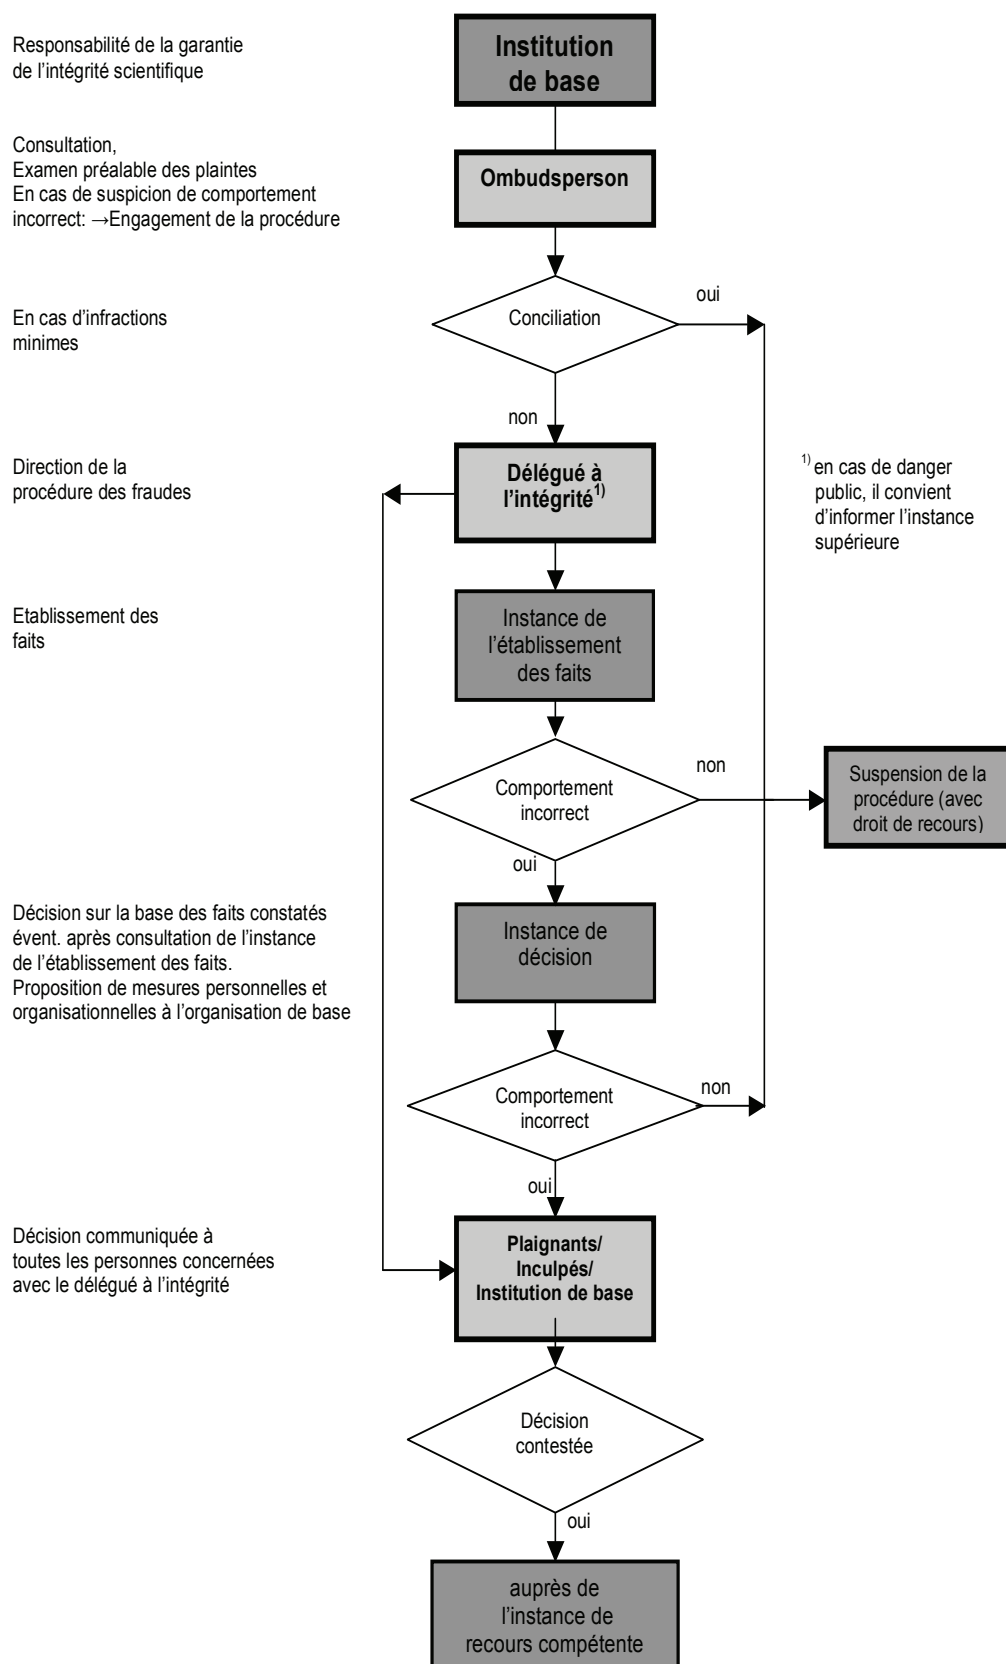 Responsabilité de la garantie
de l'intégrité scientifique
Institution
de base
Consultation,
Examen préalable des plaintes
En cas de suspicion de comportement
incorrect: →Engagement de la procédure
Ombudsperson
En cas d'infractions
minimes
Conciliation
oui
non
Direction de la
procédure des fraudes
Délégué à
l'intégrité1)
1) en cas de danger
public, il convient
d'informer l'instance
supérieure
Etablissement des
faits
Instance de
l'établissement
des faits
Comportement
incorrect
non
Suspension de la
procédure (avec
droit de recours)
oui
Décision sur la base des faits constatés
évent. après consultation de l'instance
de l'établissement des faits.
Proposition de mesures personnelles et
organisationnelles à l'organisation de base
Instance de
décision
Comportement
incorrect
non
oui
Décision communiquée à
toutes les personnes concernées
avec le délégué à l'intégrité
Plaignants/
Inculpés/
Institution de base
Décision
contestée
oui
auprès de
l'instance de
recours compétente